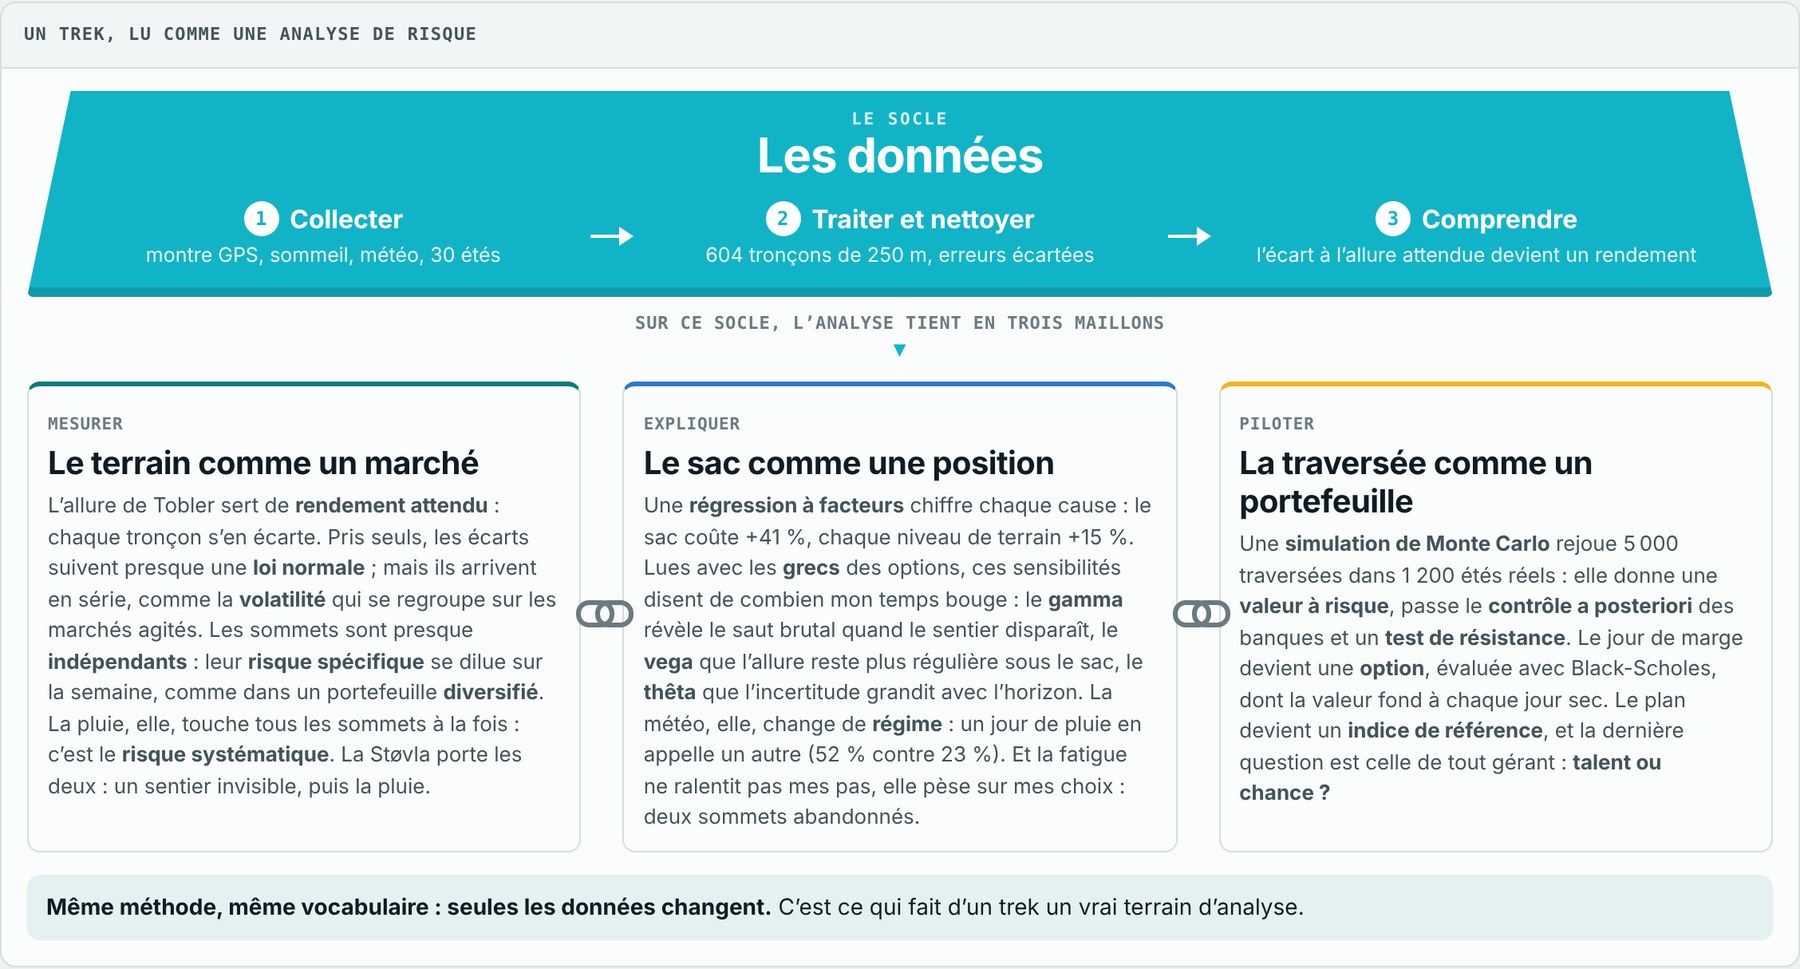 UN TREK, LU COMME UNE ANALYSE DE RISQUE
LE SOCLE
Les données
1 Collecter
montre GPS, sommeil, météo, 30 étés
2 Traiter et nettoyer
604 tronçons de 250 m, erreurs écartées
3 Comprendre
l’écart à l’allure attendue devient un rendement
SUR CE SOCLE, L’ANALYSE TIENT EN TROIS MAILLONS
MESURER
Le terrain comme un marché
L’allure de Tobler sert de rendement attendu :
chaque tronçon s’en écarte. Pris seuls, les écarts
suivent presque une loi normale ; mais ils arrivent
en série, comme la volatilité qui se regroupe sur les
marchés agités. Les sommets sont presque
indépendants : leur risque spécifique se dilue sur
la semaine, comme dans un portefeuille diversifié.
La pluie, elle, touche tous les sommets à la fois :
c’est le risque systématique. La Støvla porte les
deux : un sentier invisible, puis la pluie.
EXPLIQUER
Le sac comme une position
Une régression à facteurs chiffre chaque cause : le
sac coûte +41 %, chaque niveau de terrain +15 %.
Lues avec les grecs des options, ces sensibilités
disent de combien mon temps bouge : le gamma
révèle le saut brutal quand le sentier disparaît, le
vega que l’allure reste plus régulière sous le sac, le
thêta que l’incertitude grandit avec l’horizon. La
météo, elle, change de régime : un jour de pluie en
appelle un autre (52 % contre 23 %). Et la fatigue
ne ralentit pas mes pas, elle pèse sur mes choix :
deux sommets abandonnés.
PILOTER
La traversée comme un
portefeuille
Une simulation de Monte Carlo rejoue 5 000
traversées dans 1 200 étés réels : elle donne une
valeur à risque, passe le contrôle a posteriori des
banques et un test de résistance. Le jour de marge
devient une option, évaluée avec Black-Scholes,
dont la valeur fond à chaque jour sec. Le plan
devient un indice de référence, et la dernière
question est celle de tout gérant : talent ou
chance ?
Même méthode, même vocabulaire : seules les données changent. C’est ce qui fait d’un trek un vrai terrain d’analyse.